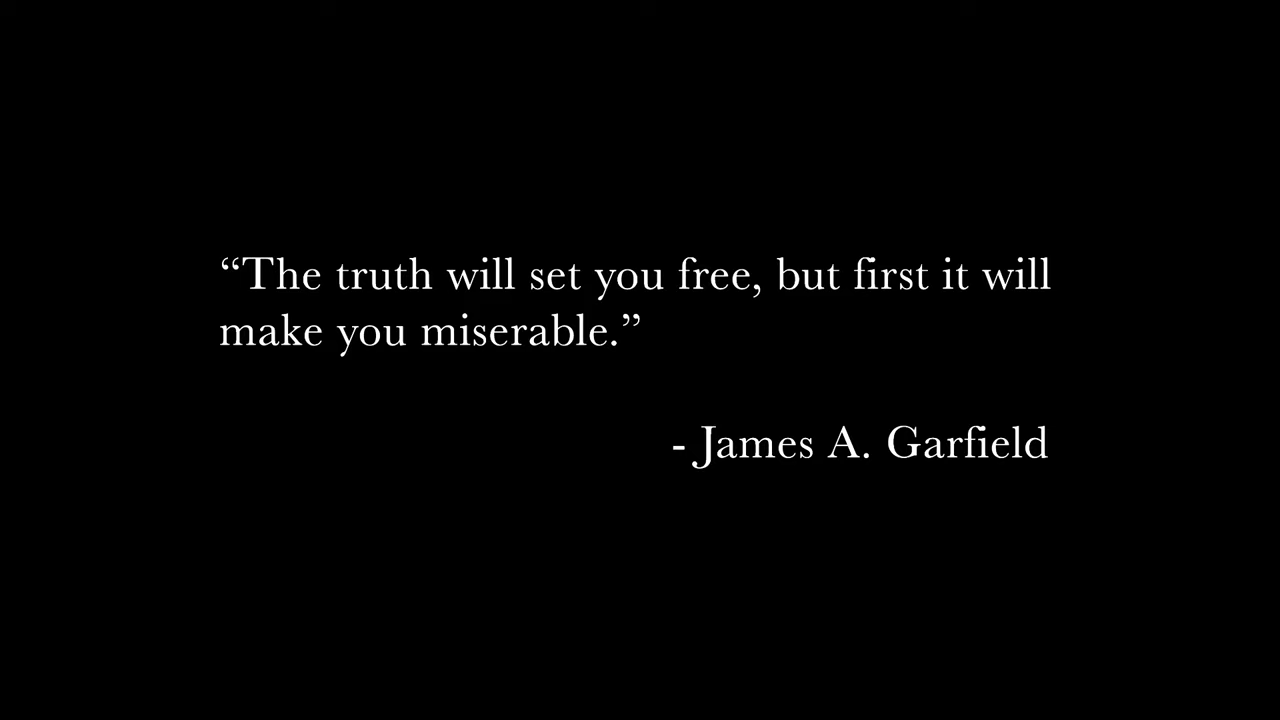 “The truth will set you free, but first it will
make you miserable.”
- James A. Garfield